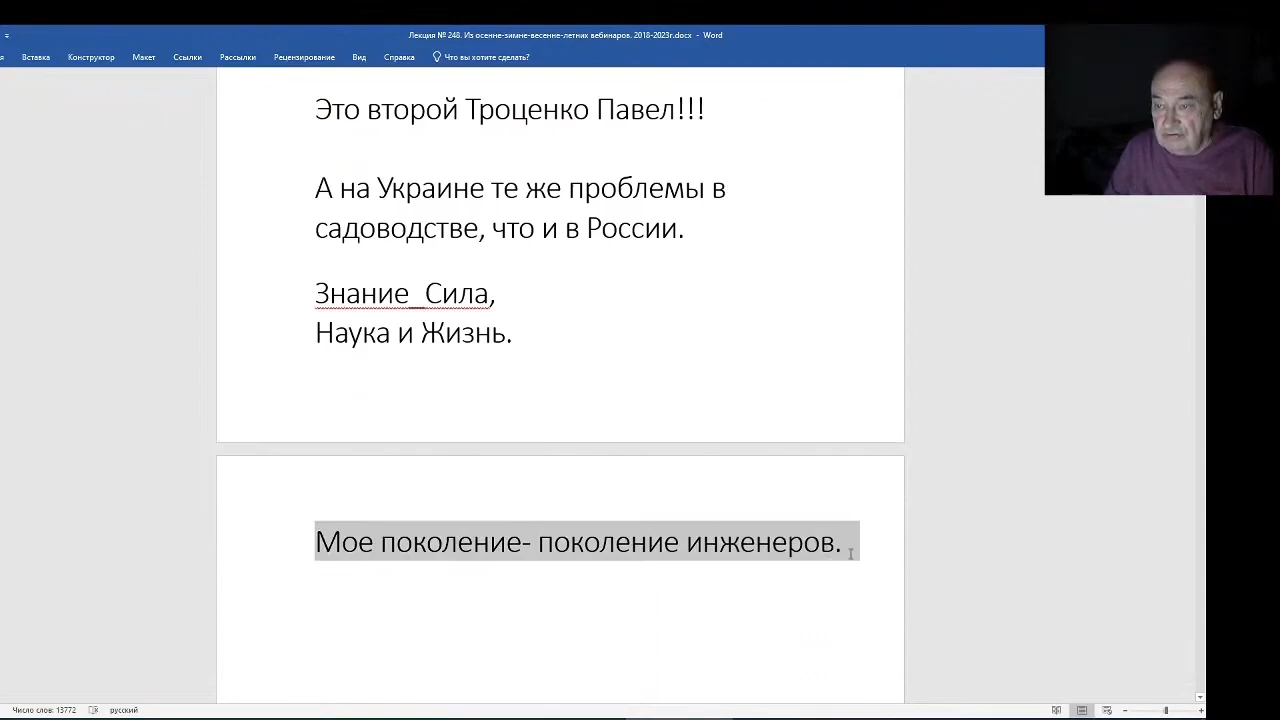 Лекция № 248. Из осенне-зимне-весенне-летних вебинаров. 2018-2023г.docx - Word
я Вставка Конструктор Макет Ссылки Рассылки Рецензирование Вид Справка Что вы хотите сделать?
Это второй Троценко Павел!!!
А на Украине те же проблемы в
садоводстве, что и в России.
Знание_Сила,
Наука и Жизнь.
Мое поколение- поколение инженеров.
Число слов: 13772 русский